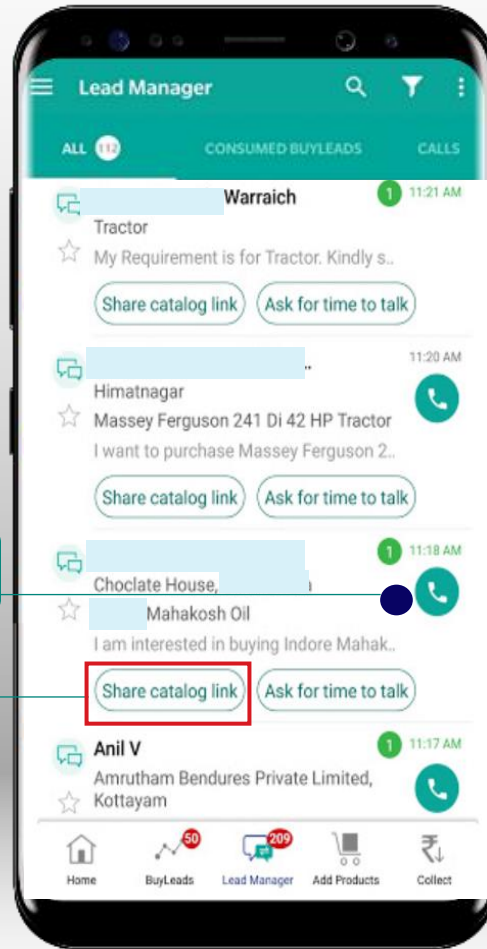 Lead Manager
ALL 112 CONSUMED BUYLEADS CALLS
Warraich 1 11:21 AM
Tractor
My Requirement is for Tractor. Kindly s..
Share catalog link Ask for time to talk
.. 11:20 AM
Himatnagar
Massey Ferguson 241 Di 42 HP Tractor
I want to purchase Massey Ferguson 2..
Share catalog link Ask for time to talk
1 11:18 AM
Choclate House,
Mahakosh Oil
I am interested in buying Indore Mahak..
Share catalog link Ask for time to talk
Anil V 1 11:17 AM
Amrutham Bendures Private Limited,
Kottayam
50 209
Home BuyLeads Lead Manager Add Products Collect